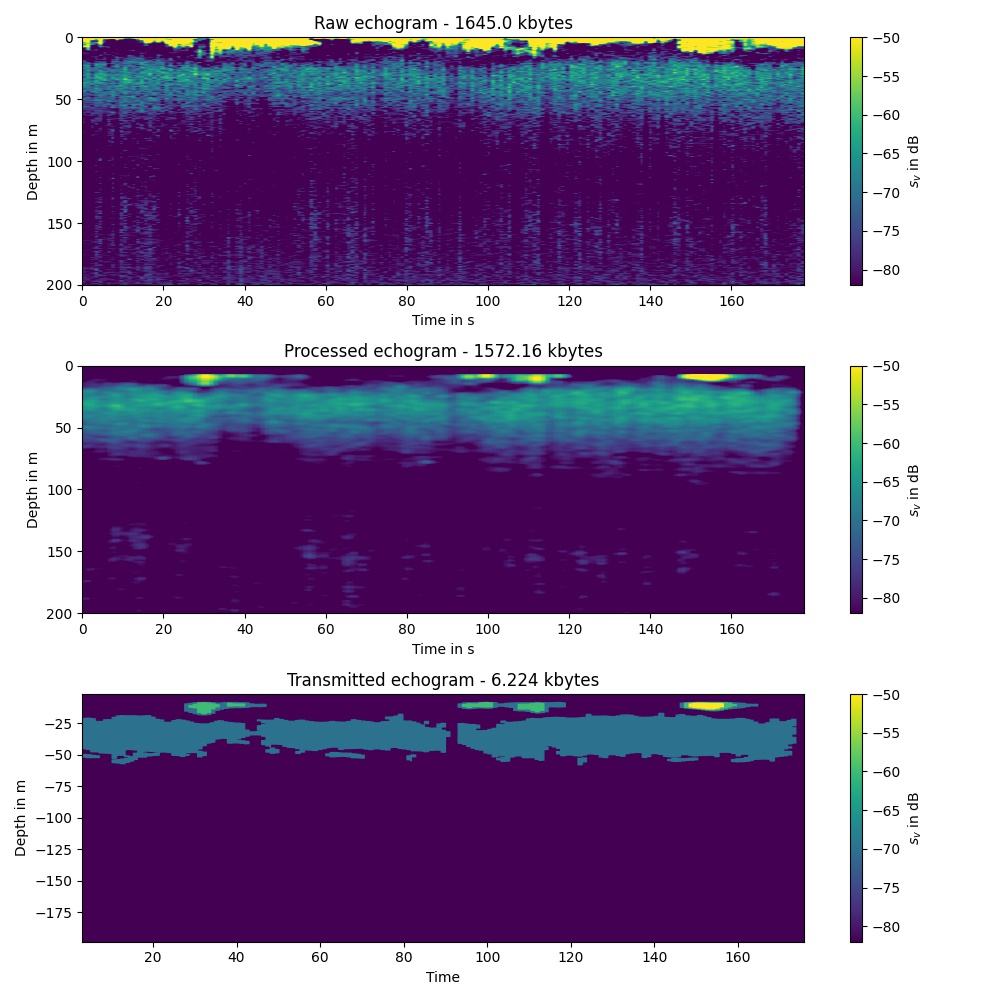 Raw echogram - 1645.0 kbytes
0
50
100
150
200
Depth in m
0 20 40 60 80 100 120 140 160
Time in s
−50
−55
−60
−65
−70
−75
−80
sv in dB
Processed echogram - 1572.16 kbytes
0
50
100
150
200
Depth in m
0 20 40 60 80 100 120 140 160
Time in s
−50
−55
−60
−65
−70
−75
−80
sv in dB
Transmitted echogram - 6.224 kbytes
−25
−50
−75
−100
−125
−150
−175
Depth in m
20 40 60 80 100 120 140 160
Time
−50
−55
−60
−65
−70
−75
−80
sv in dB